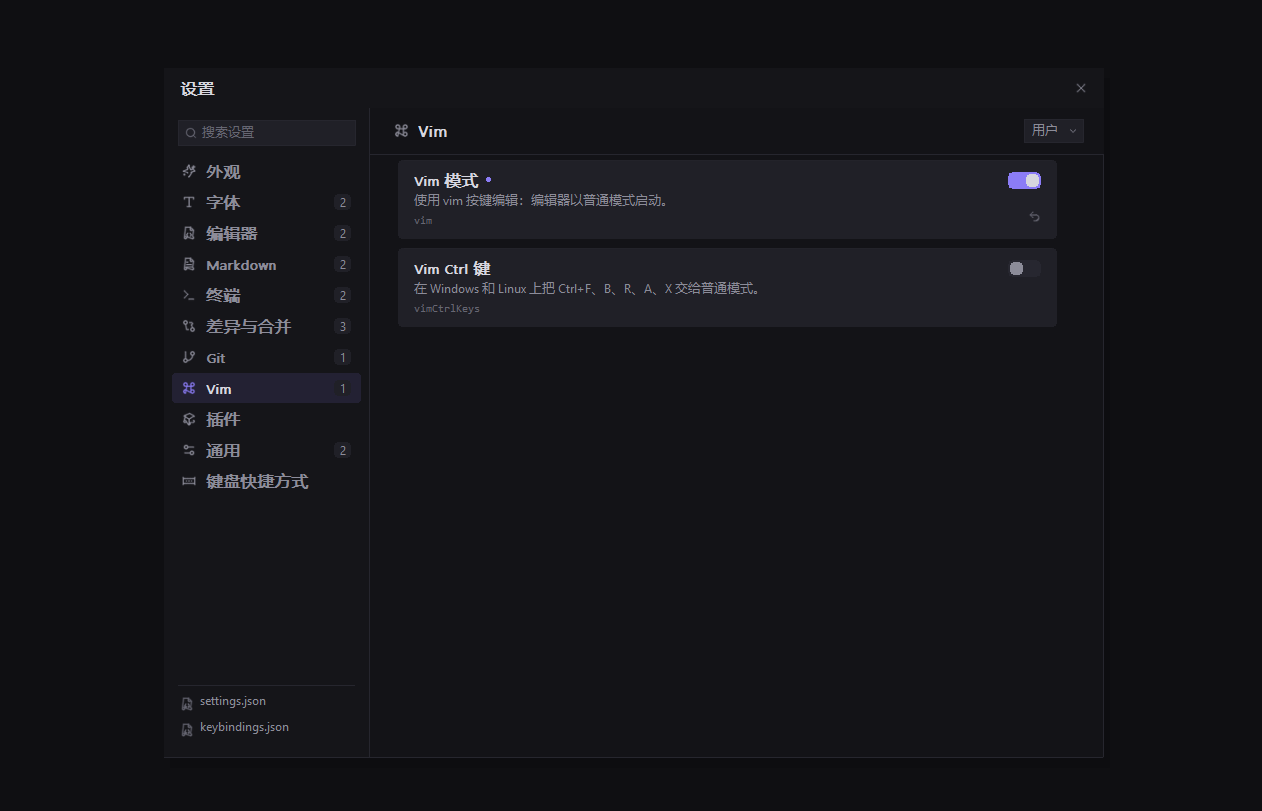 设置
搜索设置
外观
字体 2
编辑器 2
Markdown 2
终端 2
差异与合并 3
Git 1
Vim 1
插件
通用 2
键盘快捷方式
settings.json
keybindings.json
Vim
用户
Vim 模式
使用 vim 按键编辑：编辑器以普通模式启动。
vim
Vim Ctrl 键
在 Windows 和 Linux 上把 Ctrl+F、B、R、A、X 交给普通模式。
vimCtrlKeys